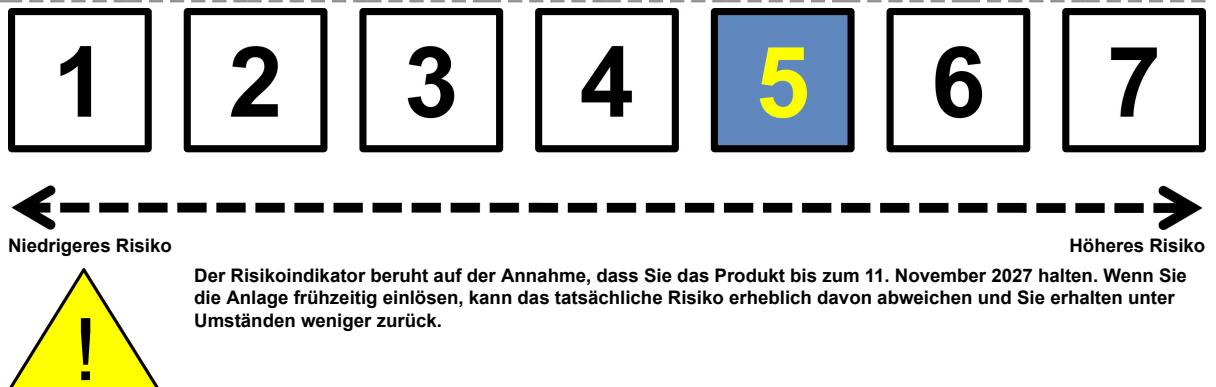 1 2 3 4 5 6 7
Niedrigeres Risiko Höheres Risiko
Der Risikoindikator beruht auf der Annahme, dass Sie das Produkt bis zum 11. November 2027 halten. Wenn Sie
die Anlage frühzeitig einlösen, kann das tatsächliche Risiko erheblich davon abweichen und Sie erhalten unter
Umständen weniger zurück.
!